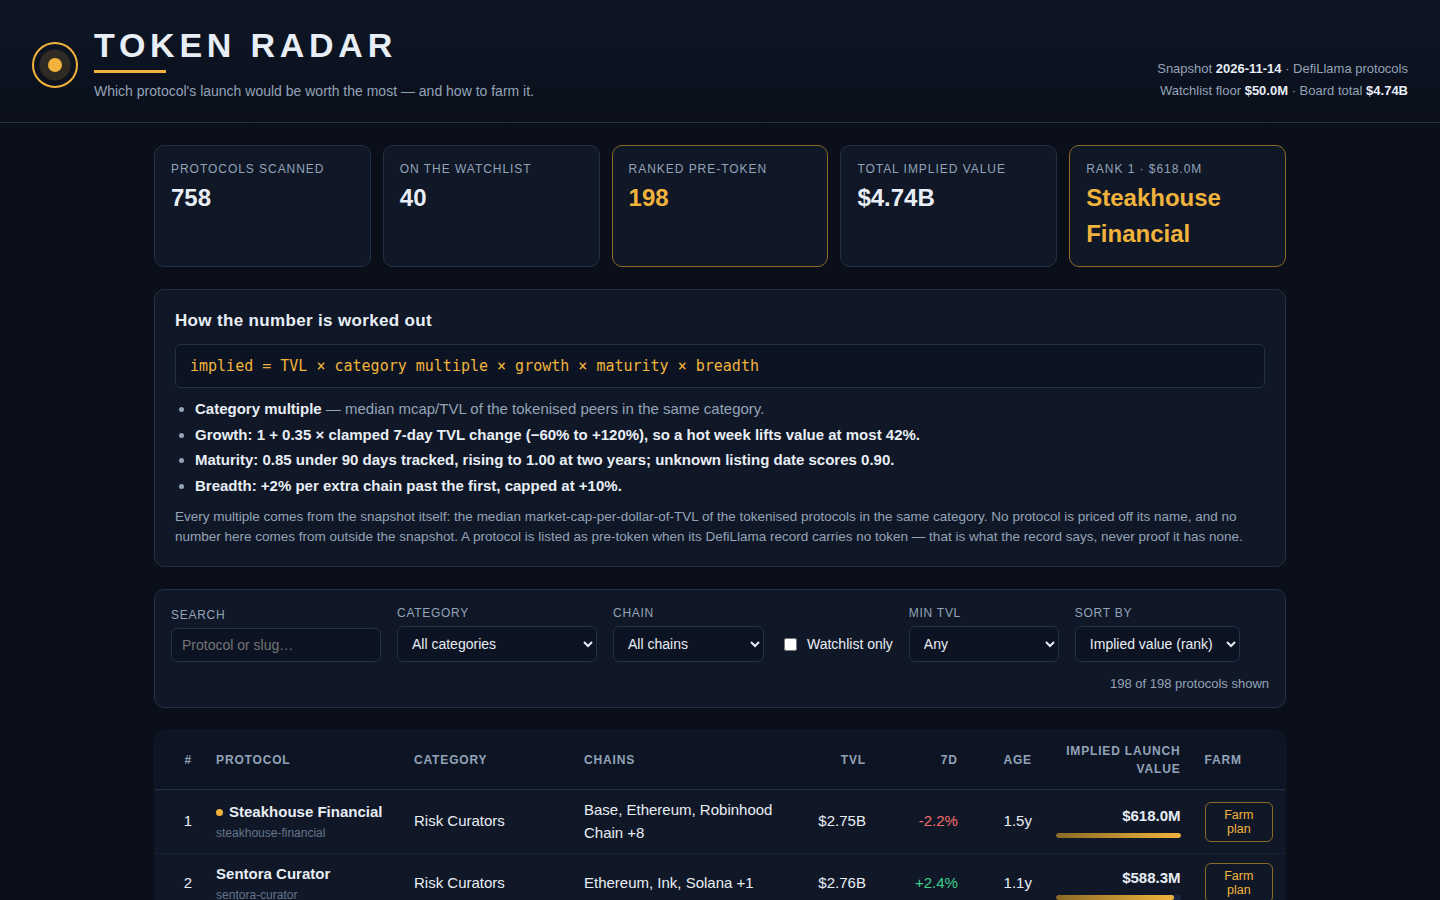 TOKEN RADAR
Which protocol's launch would be worth the most — and how to farm it.
Snapshot 2026-11-14 · DefiLlama protocols
Watchlist floor $50.0M · Board total $4.74B
PROTOCOLS SCANNED
758
ON THE WATCHLIST
40
RANKED PRE-TOKEN
198
TOTAL IMPLIED VALUE
$4.74B
RANK 1 · $618.0M
Steakhouse
Financial
How the number is worked out
implied = TVL × category multiple × growth × maturity × breadth
Category multiple — median mcap/TVL of the tokenised peers in the same category.
Growth: 1 + 0.35 × clamped 7-day TVL change (−60% to +120%), so a hot week lifts value at most 42%.
Maturity: 0.85 under 90 days tracked, rising to 1.00 at two years; unknown listing date scores 0.90.
Breadth: +2% per extra chain past the first, capped at +10%.
Every multiple comes from the snapshot itself: the median market-cap-per-dollar-of-TVL of the tokenised protocols in the same category. No protocol is priced off its name, and no
number here comes from outside the snapshot. A protocol is listed as pre-token when its DefiLlama record carries no token — that is what the record says, never proof it has none.
SEARCH
Protocol or slug…
CATEGORY
All categories
CHAIN
All chains
Watchlist only
MIN TVL
Any
SORT BY
Implied value (rank)
198 of 198 protocols shown
# PROTOCOL CATEGORY CHAINS TVL 7D AGE IMPLIED LAUNCH VALUE FARM
1 Steakhouse Financial Risk Curators Base, Ethereum, Robinhood $2.75B -2.2% 1.5y $618.0M Farm
steakhouse-financial Chain +8 plan
2 Sentora Curator Risk Curators Ethereum, Ink, Solana +1 $2.76B +2.4% 1.1y $588.3M Farm
sentora-curator plan